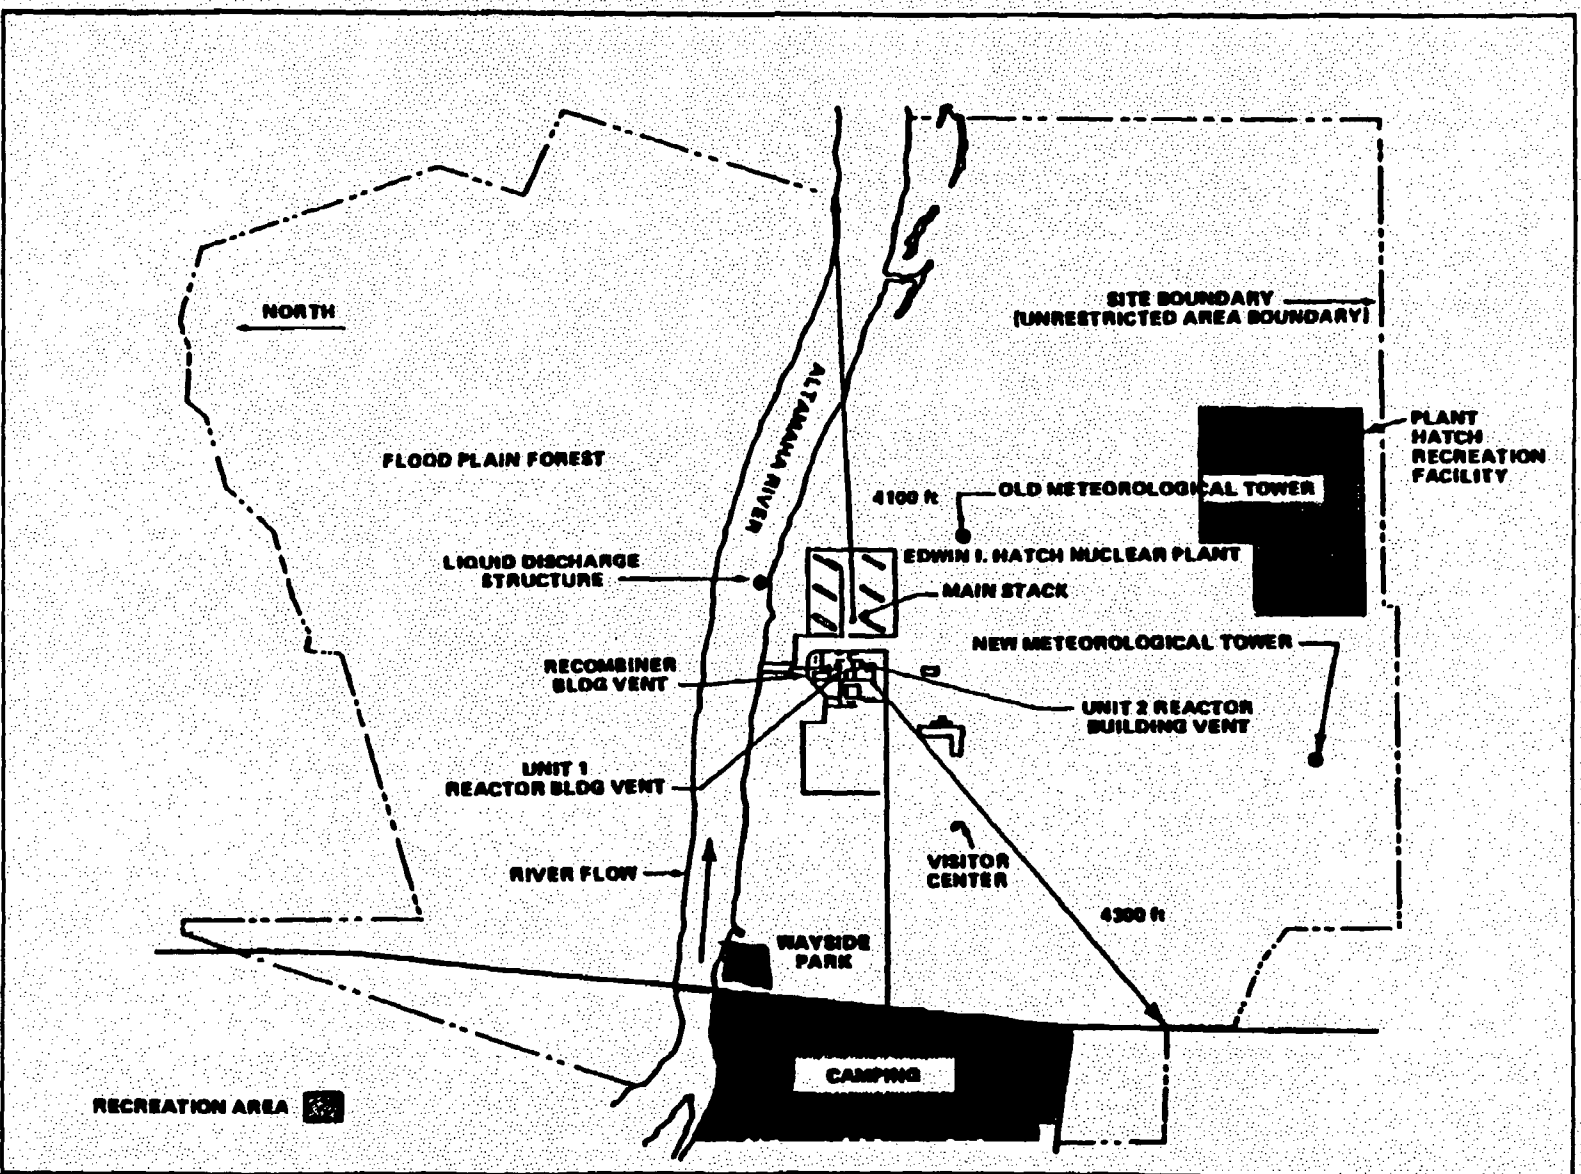 NORTH
SITE BOUNDARY
(UNRESTRICTED AREA BOUNDARY)
ALTAMAHA RIVER
PLANT
HATCH
RECREATION
FACILITY
FLOOD PLAIN FOREST
4100 ft
OLD METEOROLOGICAL TOWER
EDWIN I. HATCH NUCLEAR PLANT
LIQUID DISCHARGE
STRUCTURE
MAIN STACK
NEW METEOROLOGICAL TOWER
RECOMBINER
BLDG VENT
UNIT 2 REACTOR
BUILDING VENT
UNIT 1
REACTOR BLDG VENT
RIVER FLOW
VISITOR
CENTER
4300 ft
WAYSIDE
PARK
CAMPING
RECREATION AREA